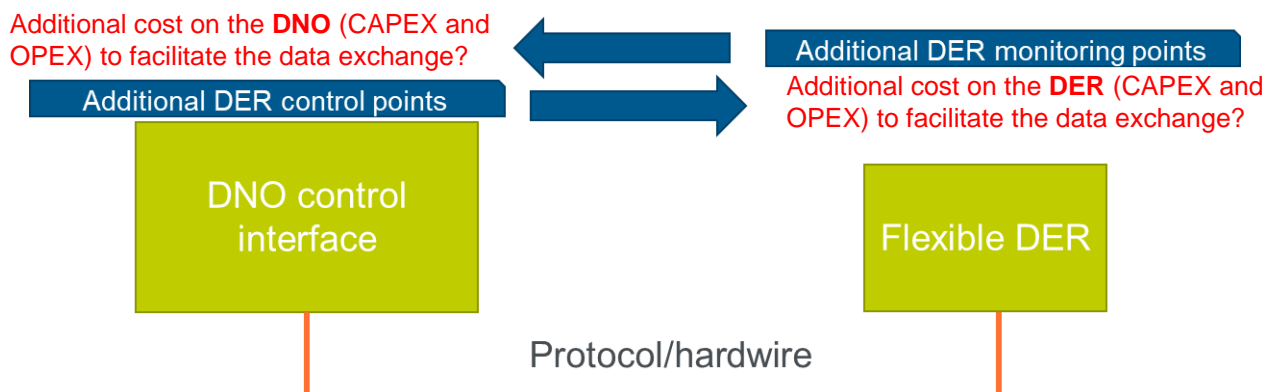 Additional cost on the DNO (CAPEX and
OPEX) to facilitate the data exchange?
Additional DER control points
Additional DER monitoring points
Additional cost on the DER (CAPEX and
OPEX) to facilitate the data exchange?
DNO control
interface
Flexible DER
Protocol/hardwire